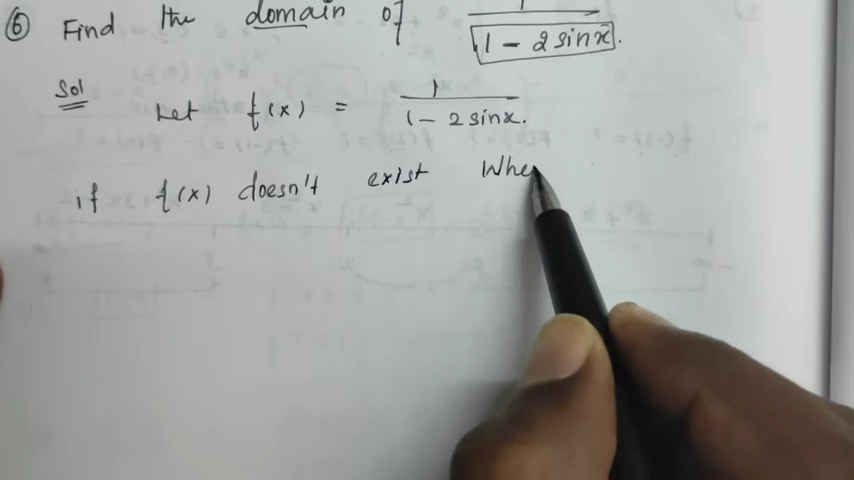 ⑥ Find the domain of 1 / 1 - 2 sinx.
Sol
Let f(x) = 1 / 1 - 2 sinx.
if f(x) doesn't exist Whe